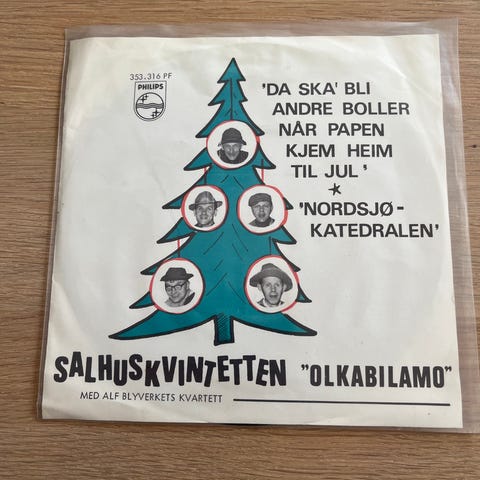 353.316 PF
PHILIPS
'DA SKA' BLI
ANDRE BOLLER
NÅR PAPEN
KJEM HEIM
TIL JUL'
*
'NORDSJØ-
KATEDRALEN'
SALHUSKVINTETTEN "OLKABILAMO"
MED ALF BLYVERKETS KVARTETT